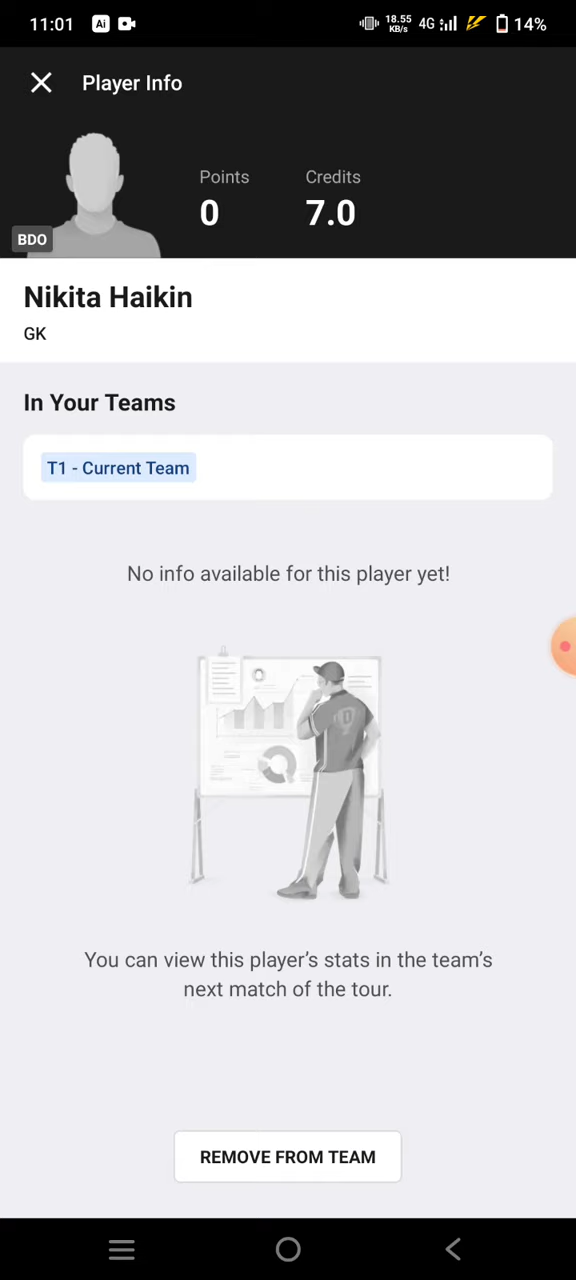 11:01 Ai 18.55 KB/s 4G 14%
Player Info
Points Credits
0 7.0
BDO
Nikita Haikin
GK
In Your Teams
T1 - Current Team
No info available for this player yet!
You can view this player’s stats in the team’s
next match of the tour.
REMOVE FROM TEAM